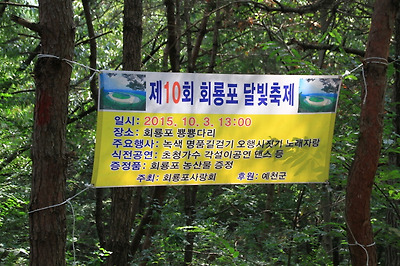 제10회 회룡포 달빛축제
일시: 2015. 10. 3. 13:00
장소: 회룡포 뿅뿅다리
주요행사: 녹색 명품길걷기 오행시짓기 노래자랑
식전공연: 초청가수 각설이공연 댄스 등
증정품: 회룡포 농산물 증정
주최: 회룡포사랑회 후원: 예천군